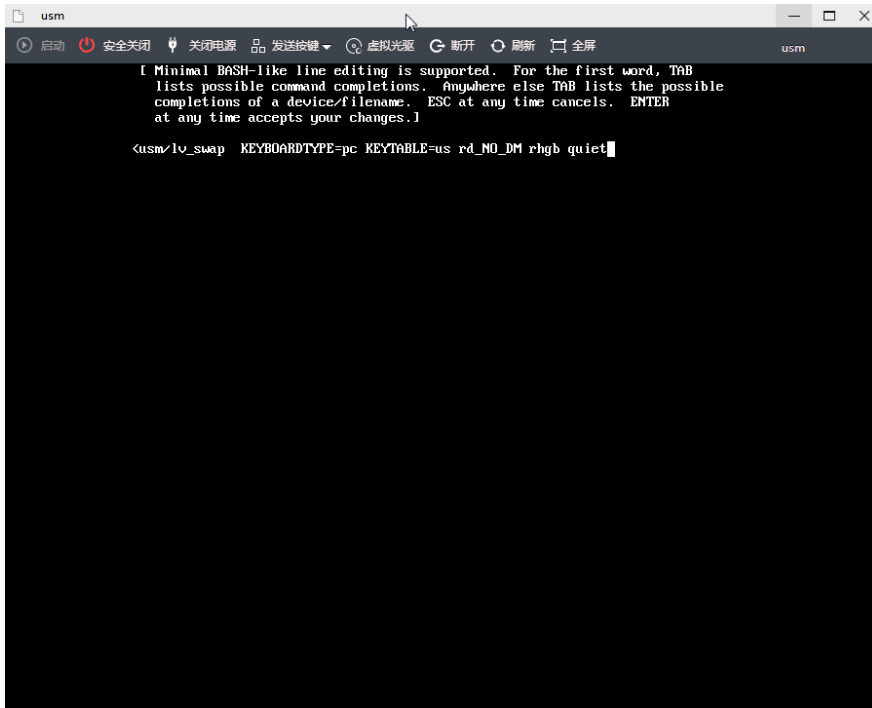 usm
启动 安全关闭 关闭电源 发送按键 虚拟光驱 断开 刷新 全屏 usm
[ Minimal BASH-like line editing is supported.  For the first word, TAB
lists possible command completions.  Anywhere else TAB lists the possible
completions of a device/filename.  ESC at any time cancels.  ENTER
at any time accepts your changes.]
<usm/lv_swap  KEYBOARDTYPE=pc KEYTABLE=us rd_NO_DM rhgb quiet